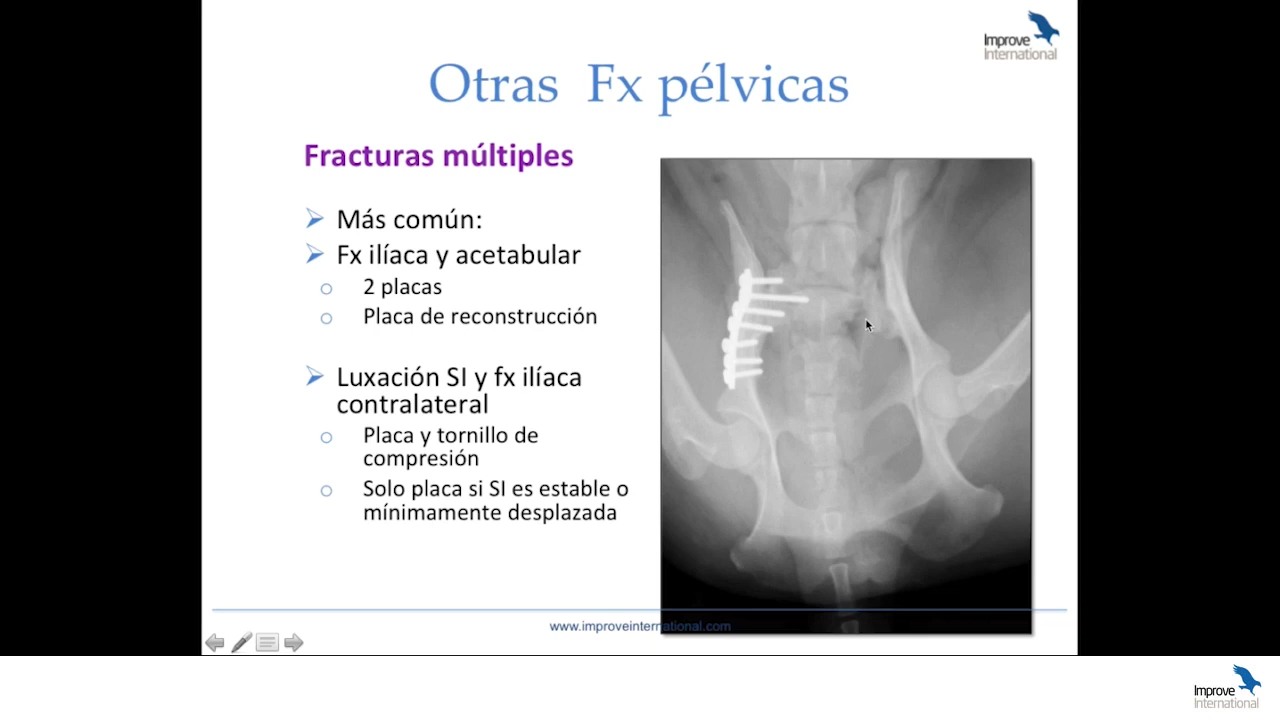 Improve
International
Otras Fx pélvicas
Fracturas múltiples
Más común:
Fx ilíaca y acetabular
2 placas
Placa de reconstrucción
Luxación SI y fx ilíaca
contralateral
Placa y tornillo de
compresión
Solo placa si SI es estable o
mínimamente desplazada
www.improveinternational.com
Improve
International